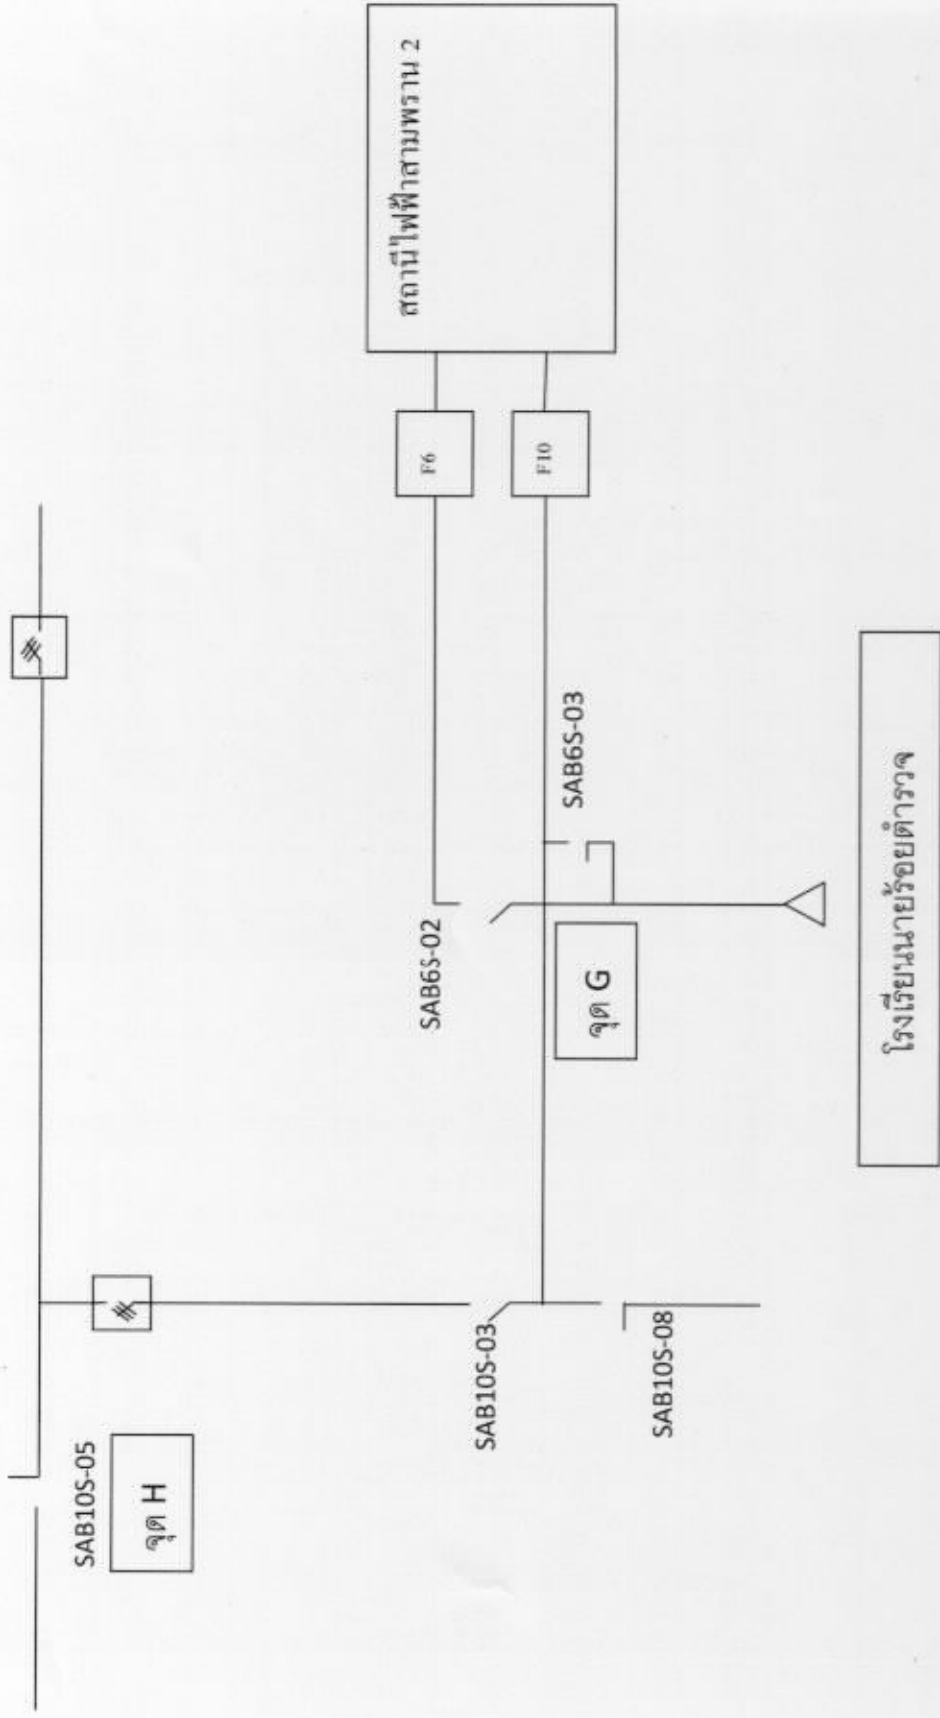 สถานีไฟฟ้าสามพราน 2
F6
F10
SAB6S-02
SAB6S-03
จุด G
SAB10S-05
จุด H
SAB10S-03
SAB10S-08
โรงเรียนนายร้อยตำรวจ